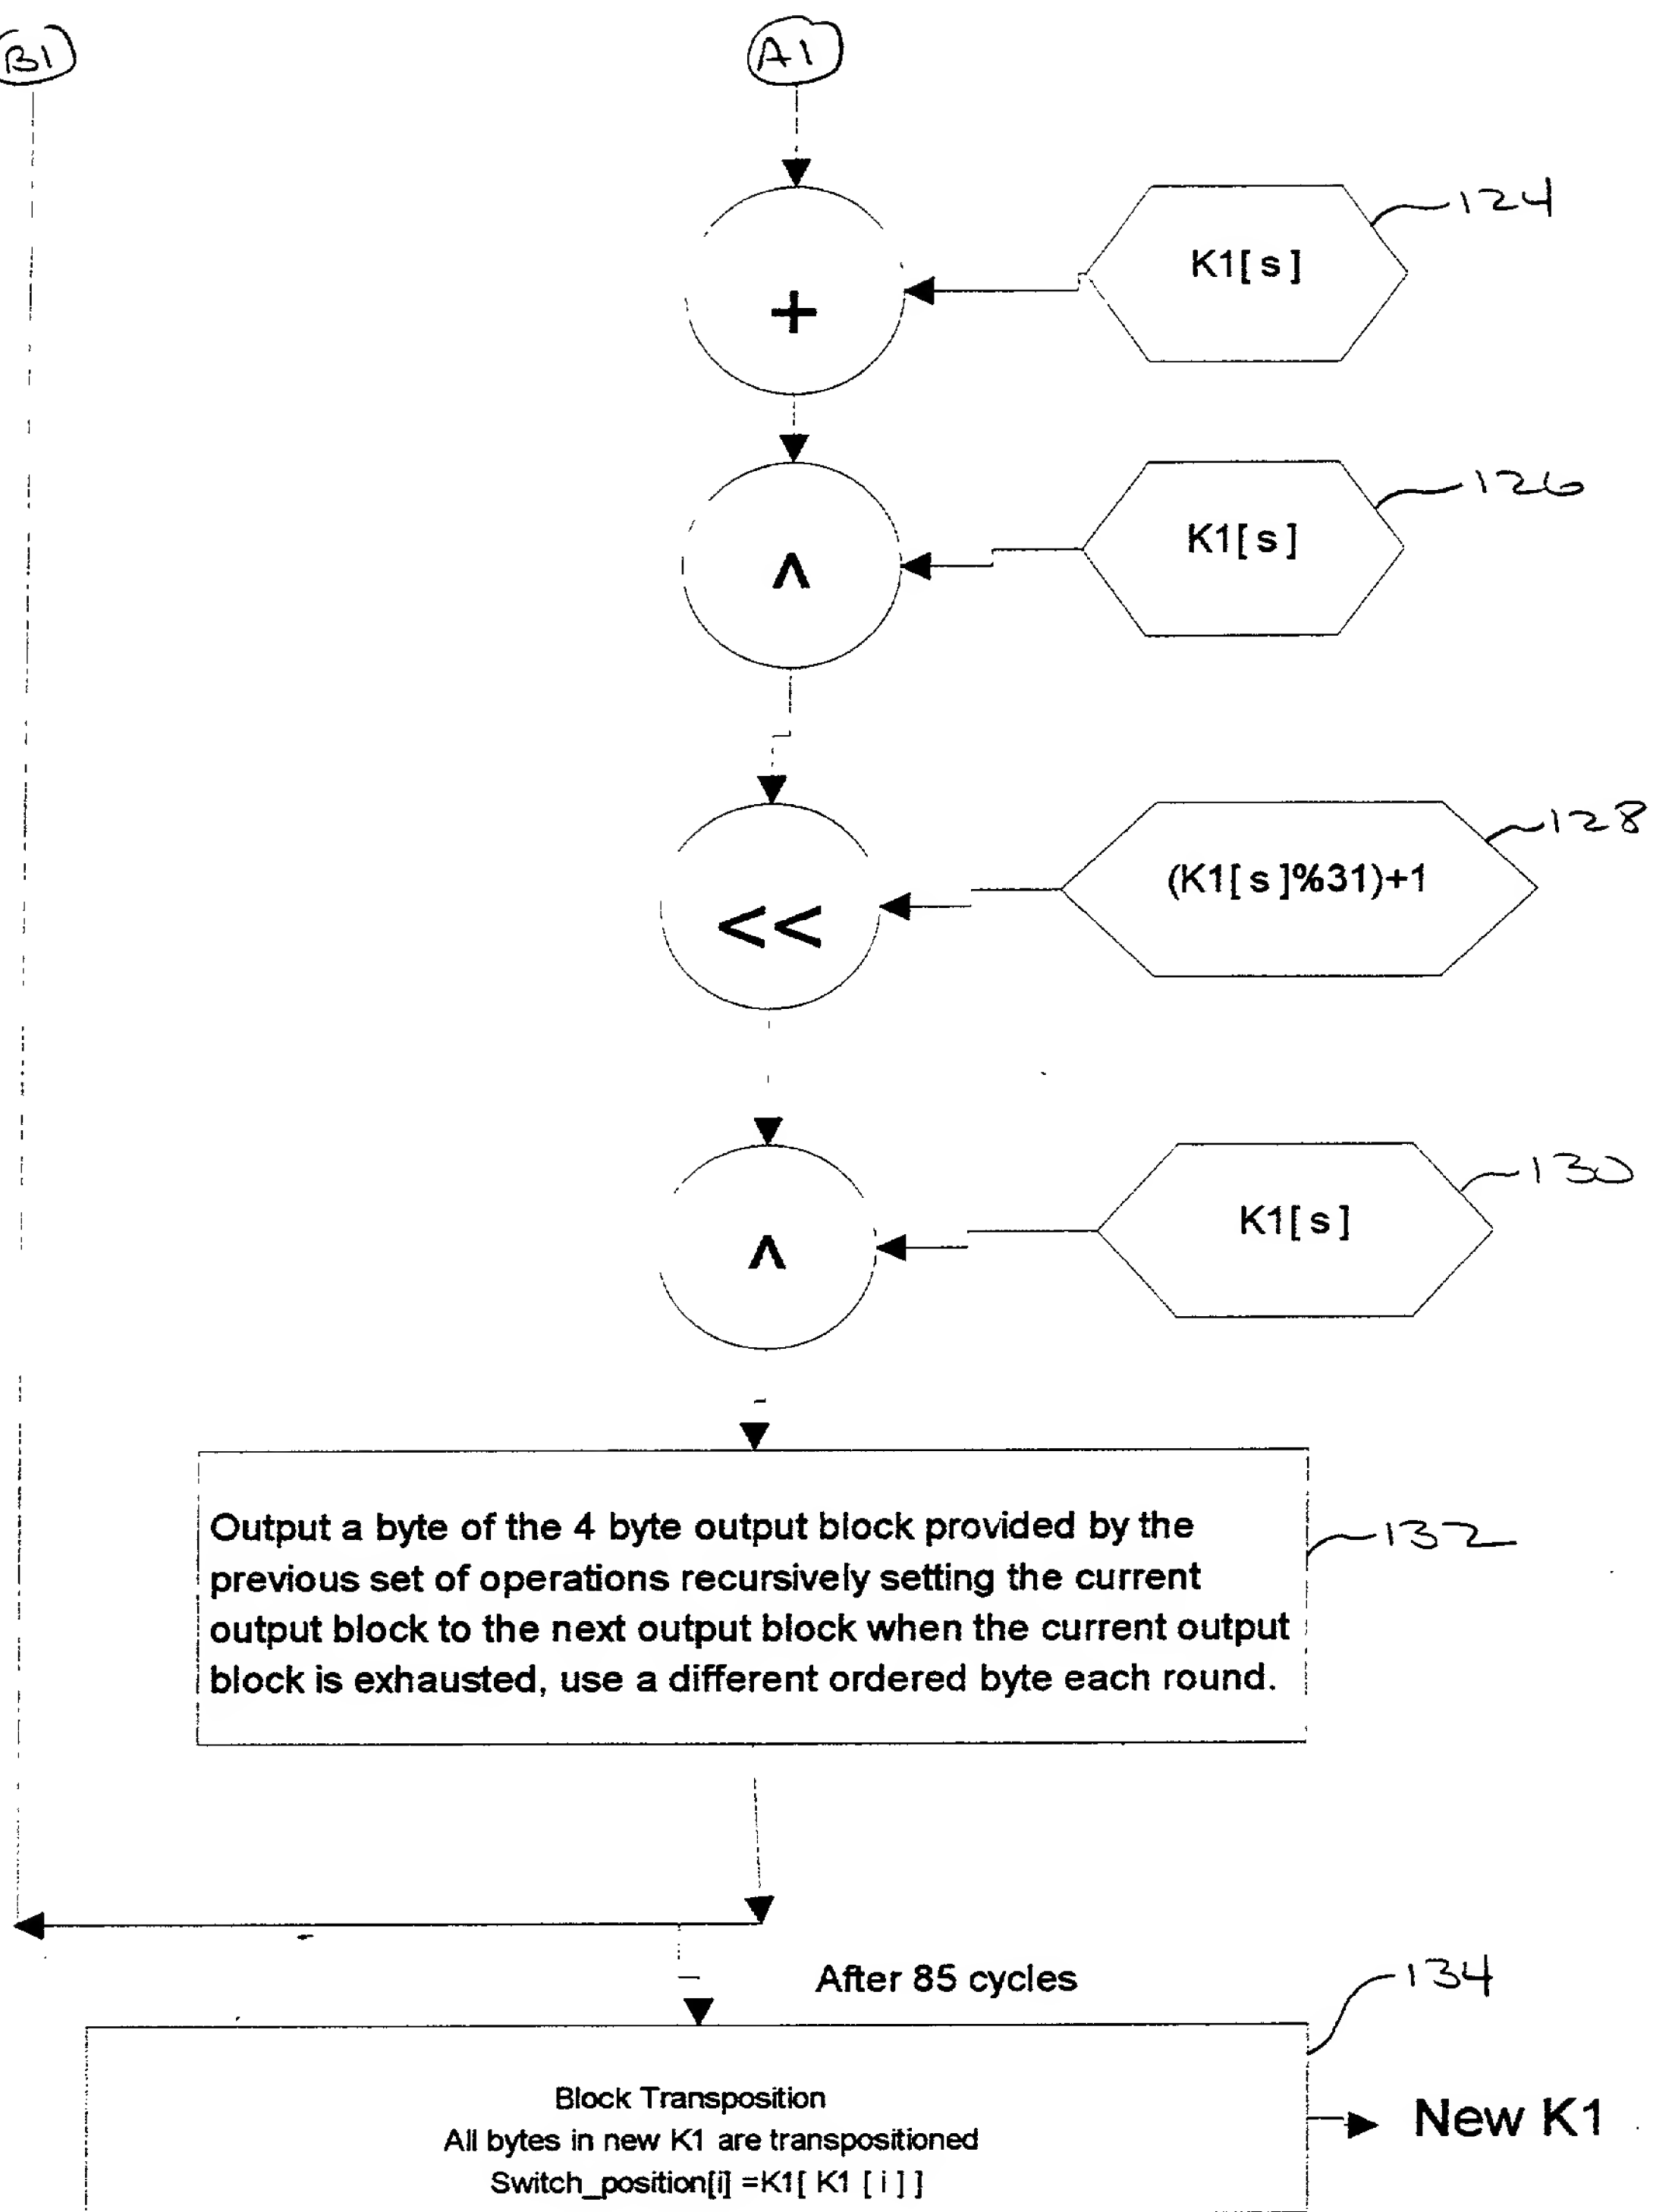 B1
A1
124
K1[ s ]
+
126
K1[ s ]
^
128
(K1[ s ]%31)+1
<<
130
K1[ s ]
^
Output a byte of the 4 byte output block provided by the
previous set of operations recursively setting the current
output block to the next output block when the current output
block is exhausted, use a different ordered byte each round.
132
After 85 cycles
134
Block Transposition
All bytes in new K1 are transpositioned
Switch_position[i] =K1[ K1 [ i ] ]
New K1